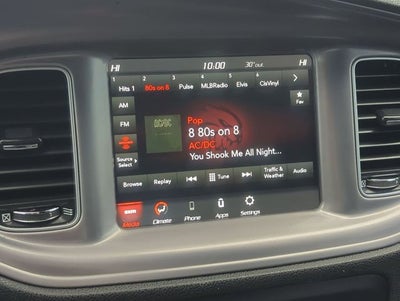 HI 10:00 30°out. HI
1 2 3 4 5 6
Hits 1 80s on 8 Pulse MLBRadio Elvis ClsVinyl
AM
Fav
FM
Pop
8 80s on 8
AC/DC
You Shook Me All Night...
Source
Select
Browse Replay Tune Traffic & Weather Audio
Media Climate Phone Apps Settings